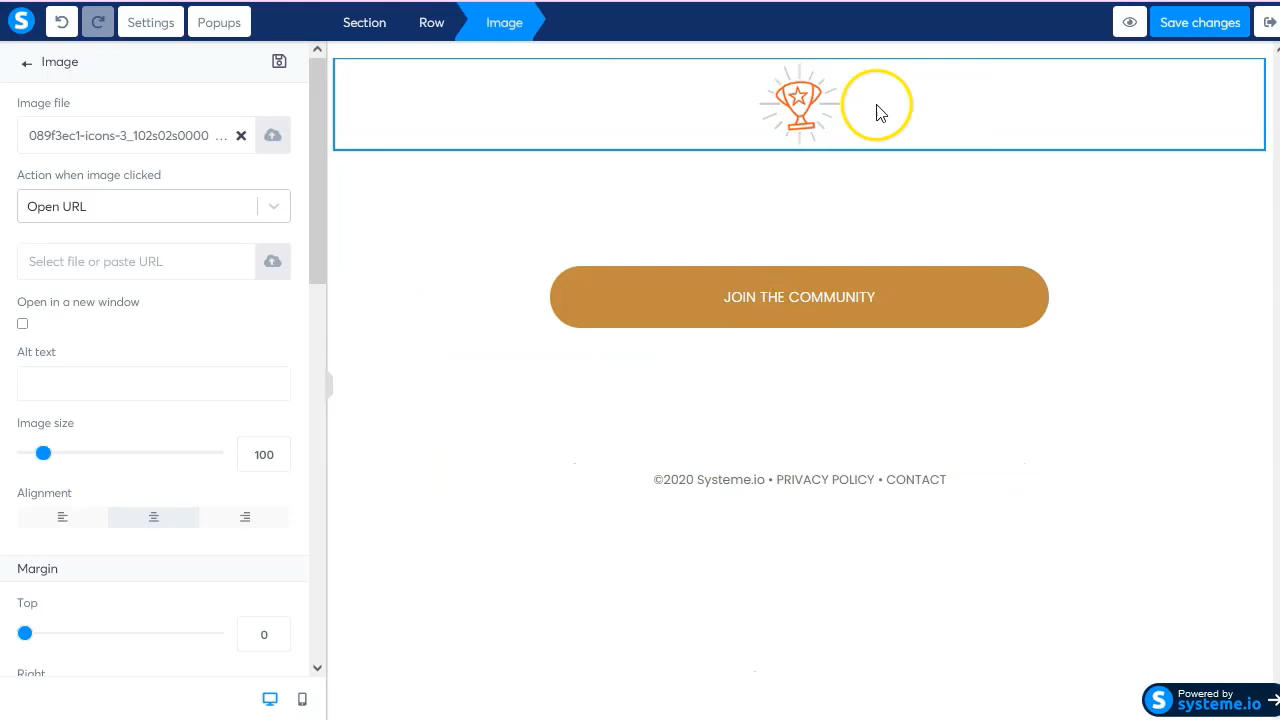 S
Settings
Popups
Section
Row
Image
Save changes
Image
Image file
089f3ec1-icons-3_102s02s0000 ...
Action when image clicked
Open URL
Select file or paste URL
Open in a new window
Alt text
Image size
100
Alignment
Margin
Top
0
Right
JOIN THE COMMUNITY
©2020 Systeme.io • PRIVACY POLICY • CONTACT
S
Powered by
systeme.io